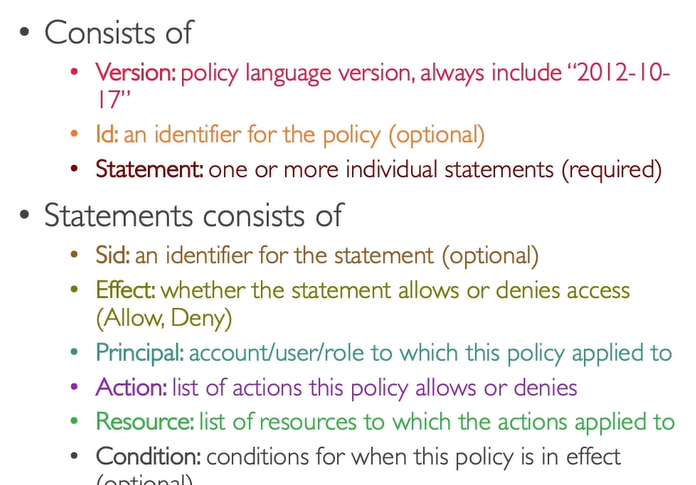 • Consists of
• Version: policy language version, always include “2012-10-
17”
• Id: an identifier for the policy (optional)
• Statement: one or more individual statements (required)
• Statements consists of
• Sid: an identifier for the statement (optional)
• Effect: whether the statement allows or denies access
(Allow, Deny)
• Principal: account/user/role to which this policy applied to
• Action: list of actions this policy allows or denies
• Resource: list of resources to which the actions applied to
• Condition: conditions for when this policy is in effect
(optional)